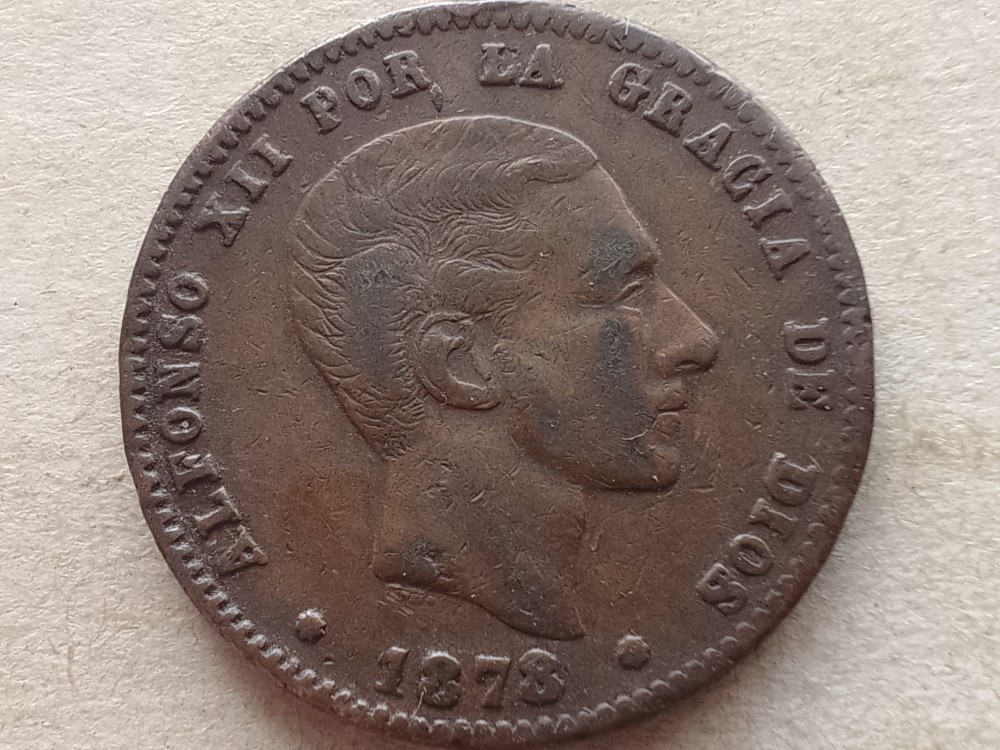 ALFONSO XII POR LA GRACIA DE DIOS
1878